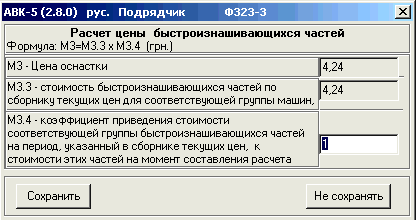 АВК-5 (2.8.0) рус. Подрядчик Ф323-3
Расчет цены быстроизнашивающихся частей
Формула: М3=М3.3 x М3.4 (грн.)
М3 - Цена оснастки
4,24
М3.3 - стоимость быстроизнашивающихся частей по
сборнику текущих цен для соответствующей группы машин,
4,24
М3.4 - коэффициент приведения стоимости
соответствующей группы быстроизнашивающихся частей
на период, указанный в сборнике текущих цен, к
стоимости этих частей на момент составления расчета
1
Сохранить
Не сохранять